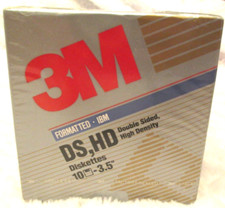 3M
FORMATTED - IBM
DS,HD Double Sided,
High Density
Diskettes
10 -3.5"